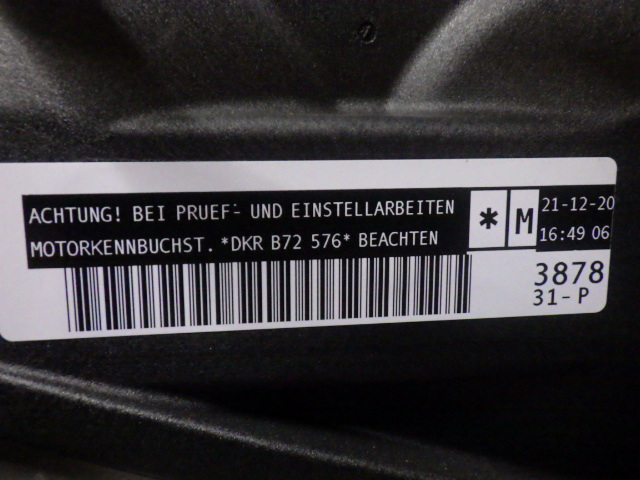 ACHTUNG! BEI PRUEF- UND EINSTELLARBEITEN
MOTORKENNBUCHST. *DKR B72 576* BEACHTEN
* M
21-12-20
16:49 06
3878
31-P